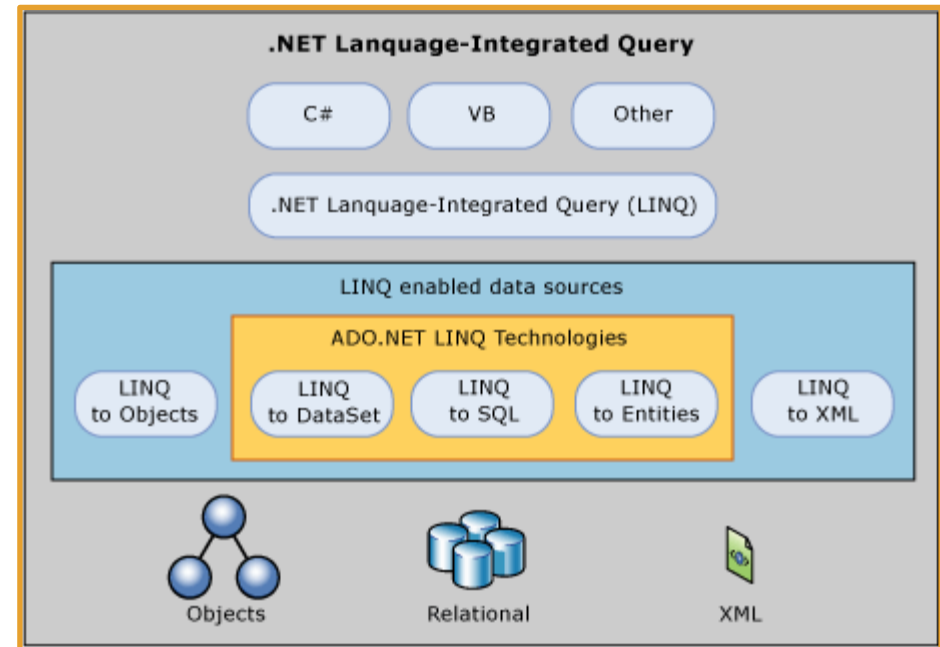 .NET Lanquage-Integrated Query
C# VB Other
.NET Lanquage-Integrated Query (LINQ)
LINQ enabled data sources
ADO.NET LINQ Technologies
LINQ
to Objects
LINQ
to DataSet
LINQ
to SQL
LINQ
to Entities
LINQ
to XML
Objects Relational XML